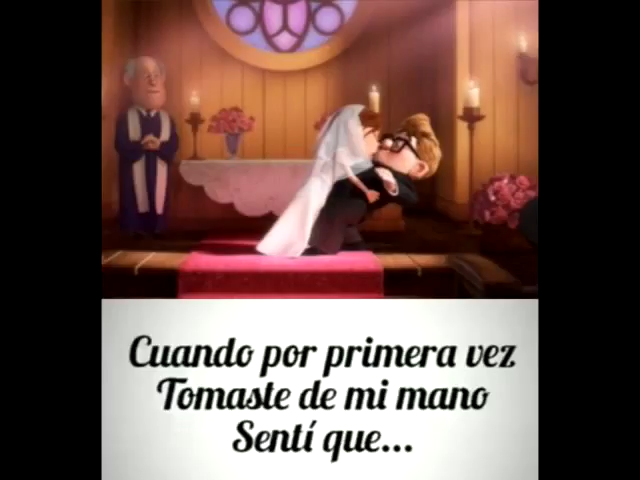 Cuando por primera vez
Tomaste de mi mano
Sentí que...